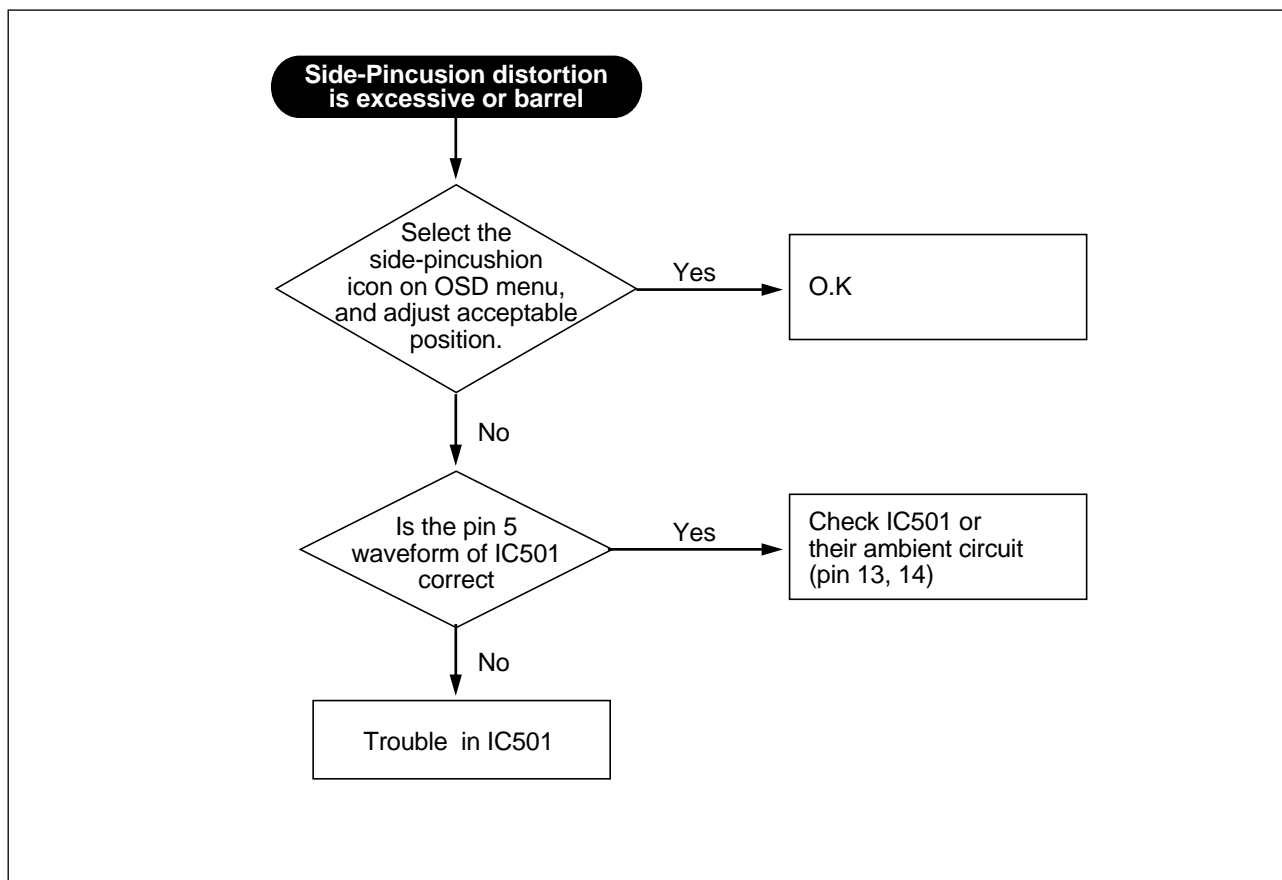 Side-Pincusion distortion
is excessive or barrel
Select the
side-pincushion
icon on OSD menu,
and adjust acceptable
position.
Yes
O.K
No
Is the pin 5
waveform of IC501
correct
Yes
Check IC501 or
their ambient circuit
(pin 13, 14)
No
Trouble in IC501